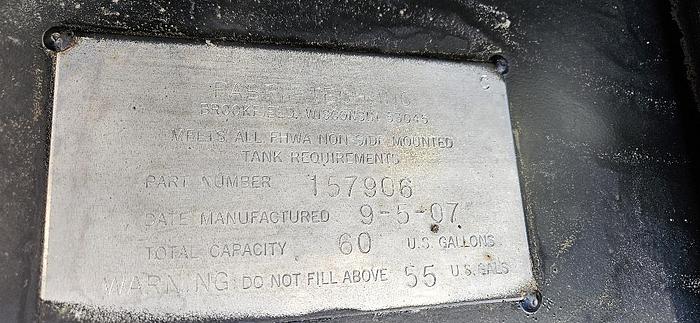 BROOKFIELD, WISCONSIN 53045
MEETS ALL FHWA NON SIDE MOUNTED
TANK REQUIREMENTS
PART NUMBER 157906
DATE MANUFACTURED 9-5-07
TOTAL CAPACITY 60 U.S. GALLONS
WARNING: DO NOT FILL ABOVE 55 U.S. GALS